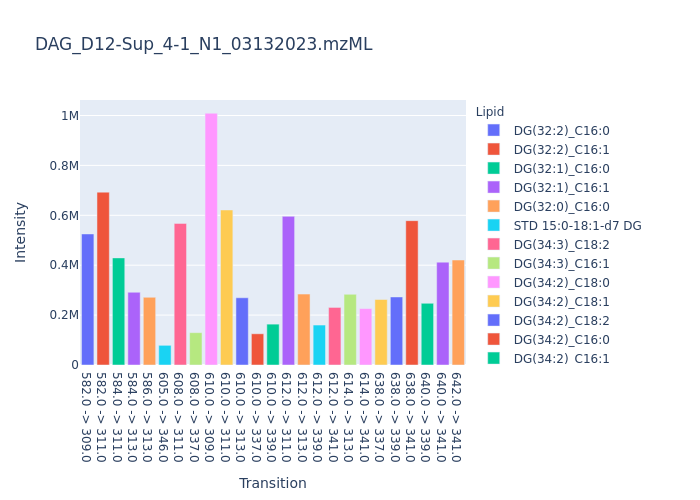 DAG_D12-Sup_4-1_N1_03132023.mzML
Lipid
DG(32:2)_C16:0
DG(32:2)_C16:1
DG(32:1)_C16:0
DG(32:1)_C16:1
DG(32:0)_C16:0
STD 15:0-18:1-d7 DG
DG(34:3)_C18:2
DG(34:3)_C16:1
DG(34:2)_C18:0
DG(34:2)_C18:1
DG(34:2)_C18:2
DG(34:2)_C16:0
DG(34:2)_C16:1
Intensity
1M
0.8M
0.6M
0.4M
0.2M
0
582.0 -> 309.0
582.0 -> 311.0
584.0 -> 311.0
584.0 -> 313.0
586.0 -> 313.0
605.0 -> 346.0
608.0 -> 311.0
608.0 -> 337.0
610.0 -> 309.0
610.0 -> 311.0
610.0 -> 313.0
610.0 -> 337.0
610.0 -> 339.0
612.0 -> 311.0
612.0 -> 313.0
612.0 -> 339.0
612.0 -> 341.0
614.0 -> 313.0
614.0 -> 341.0
638.0 -> 337.0
638.0 -> 339.0
638.0 -> 341.0
640.0 -> 339.0
640.0 -> 341.0
642.0 -> 341.0
Transition